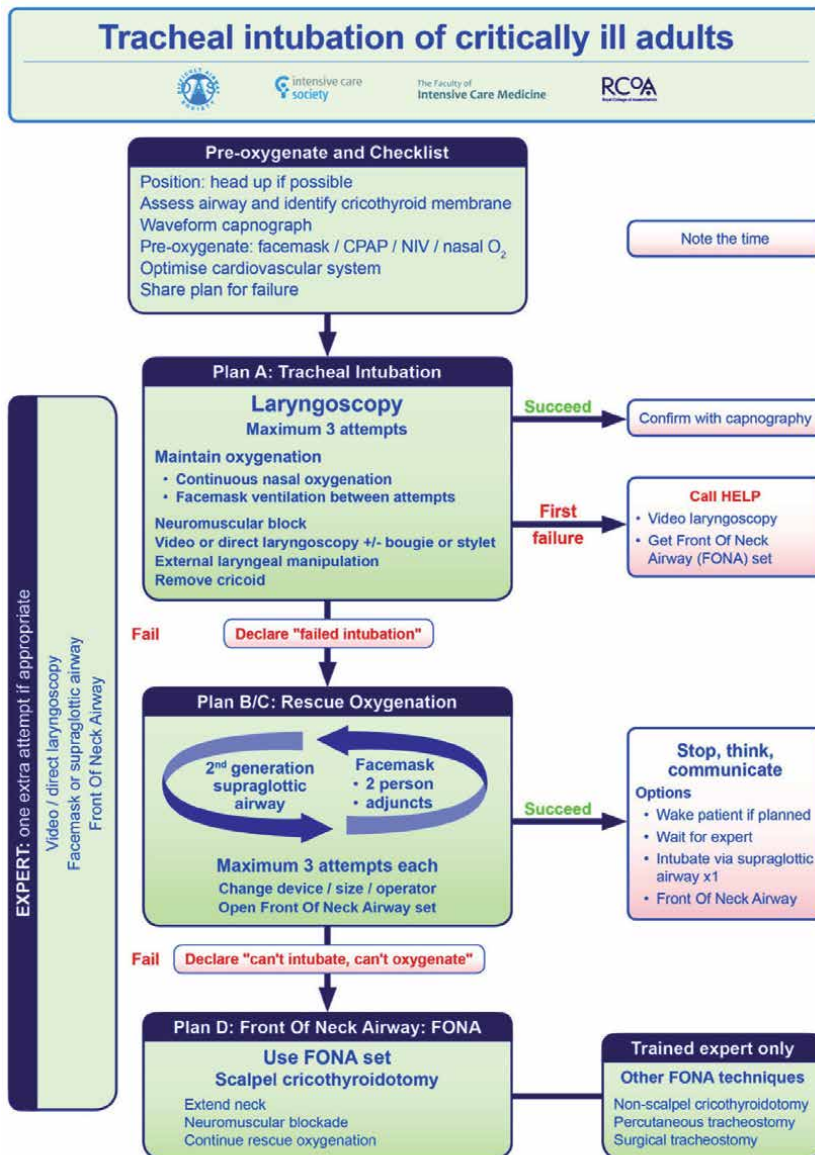 Tracheal intubation of critically ill adults
DAS
intensive care
society
The Faculty of
Intensive Care Medicine
RCOA
Royal College of Anaesthetists
Pre-oxygenate and Checklist
Position: head up if possible
Assess airway and identify cricothyroid membrane
Waveform capnograph
Pre-oxygenate: facemask / CPAP / NIV / nasal O₂
Optimise cardiovascular system
Share plan for failure
Note the time
Plan A: Tracheal Intubation
Laryngoscopy
Maximum 3 attempts
Maintain oxygenation
• Continuous nasal oxygenation
• Facemask ventilation between attempts
Neuromuscular block
Video or direct laryngoscopy +/- bougie or stylet
External laryngeal manipulation
Remove cricoid
Succeed
Confirm with capnography
First
failure
Call HELP
• Video laryngoscopy
• Get Front Of Neck
Airway (FONA) set
Fail
Declare "failed intubation"
EXPERT: one extra attempt if appropriate
Video / direct laryngoscopy
Facemask or supraglottic airway
Front Of Neck Airway
Plan B/C: Rescue Oxygenation
2nd generation
supraglottic
airway
Facemask
• 2 person
• adjuncts
Maximum 3 attempts each
Change device / size / operator
Open Front Of Neck Airway set
Succeed
Stop, think,
communicate
Options
• Wake patient if planned
• Wait for expert
• Intubate via supraglottic
airway x1
• Front Of Neck Airway
Fail
Declare "can't intubate, can't oxygenate"
Plan D: Front Of Neck Airway: FONA
Use FONA set
Scalpel cricothyroidotomy
Extend neck
Neuromuscular blockade
Continue rescue oxygenation
Trained expert only
Other FONA techniques
Non-scalpel cricothyroidotomy
Percutaneous tracheostomy
Surgical tracheostomy